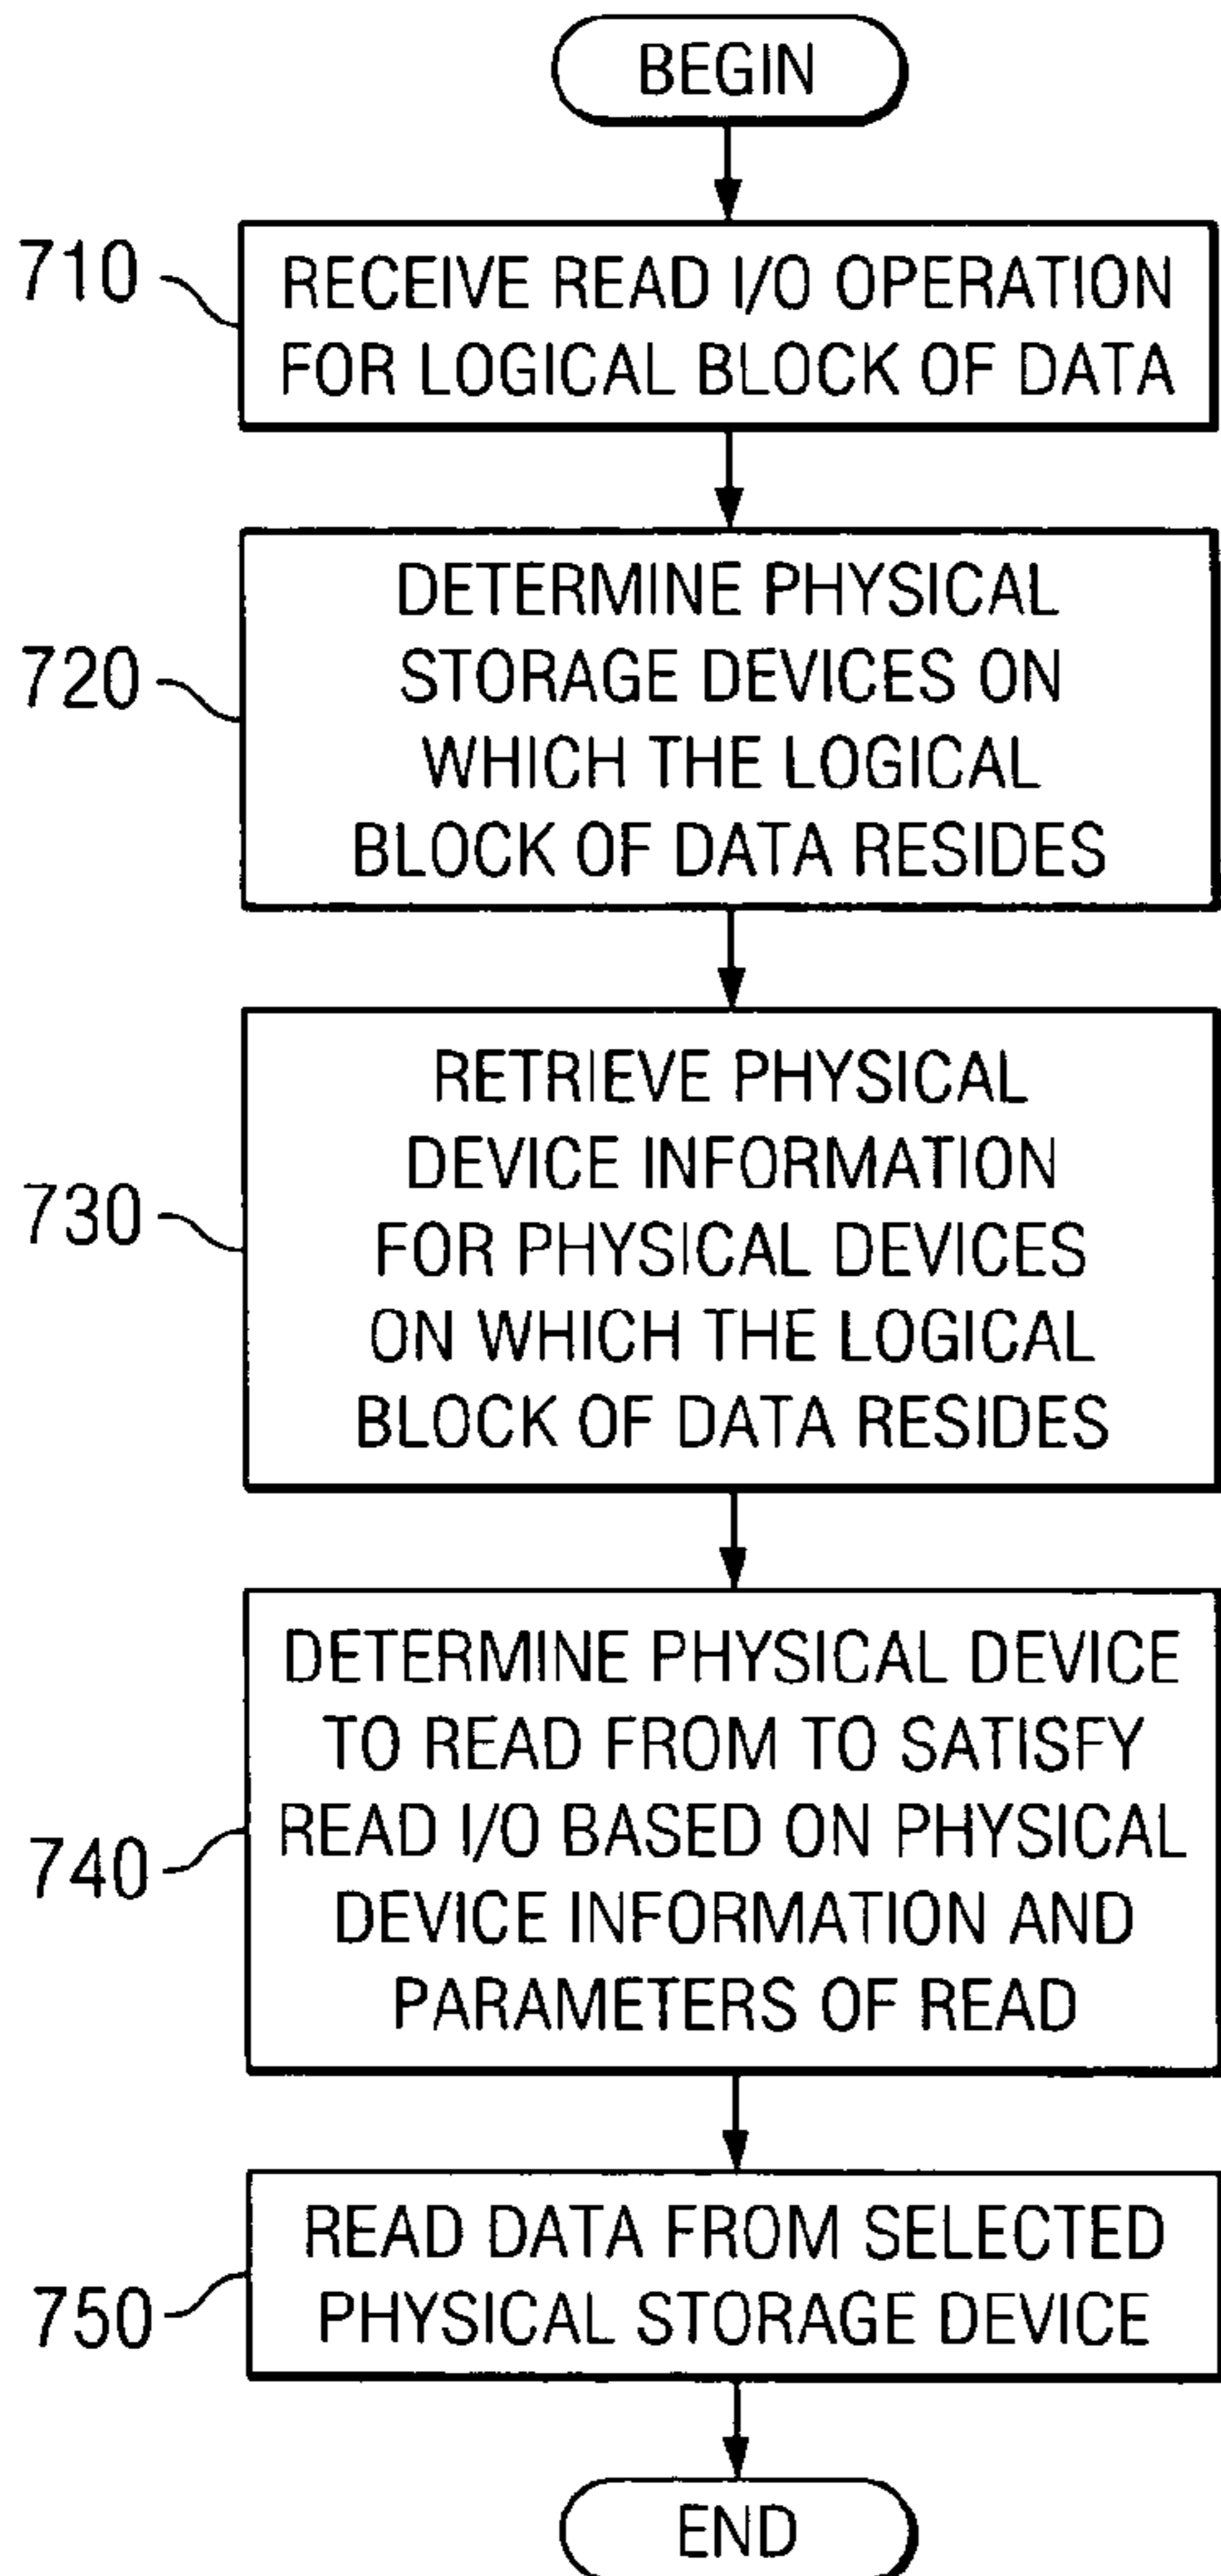 BEGIN
710
RECEIVE READ I/O OPERATION
FOR LOGICAL BLOCK OF DATA
720
DETERMINE PHYSICAL
STORAGE DEVICES ON
WHICH THE LOGICAL
BLOCK OF DATA RESIDES
730
RETRIEVE PHYSICAL
DEVICE INFORMATION
FOR PHYSICAL DEVICES
ON WHICH THE LOGICAL
BLOCK OF DATA RESIDES
740
DETERMINE PHYSICAL DEVICE
TO READ FROM TO SATISFY
READ I/O BASED ON PHYSICAL
DEVICE INFORMATION AND
PARAMETERS OF READ
750
READ DATA FROM SELECTED
PHYSICAL STORAGE DEVICE
END